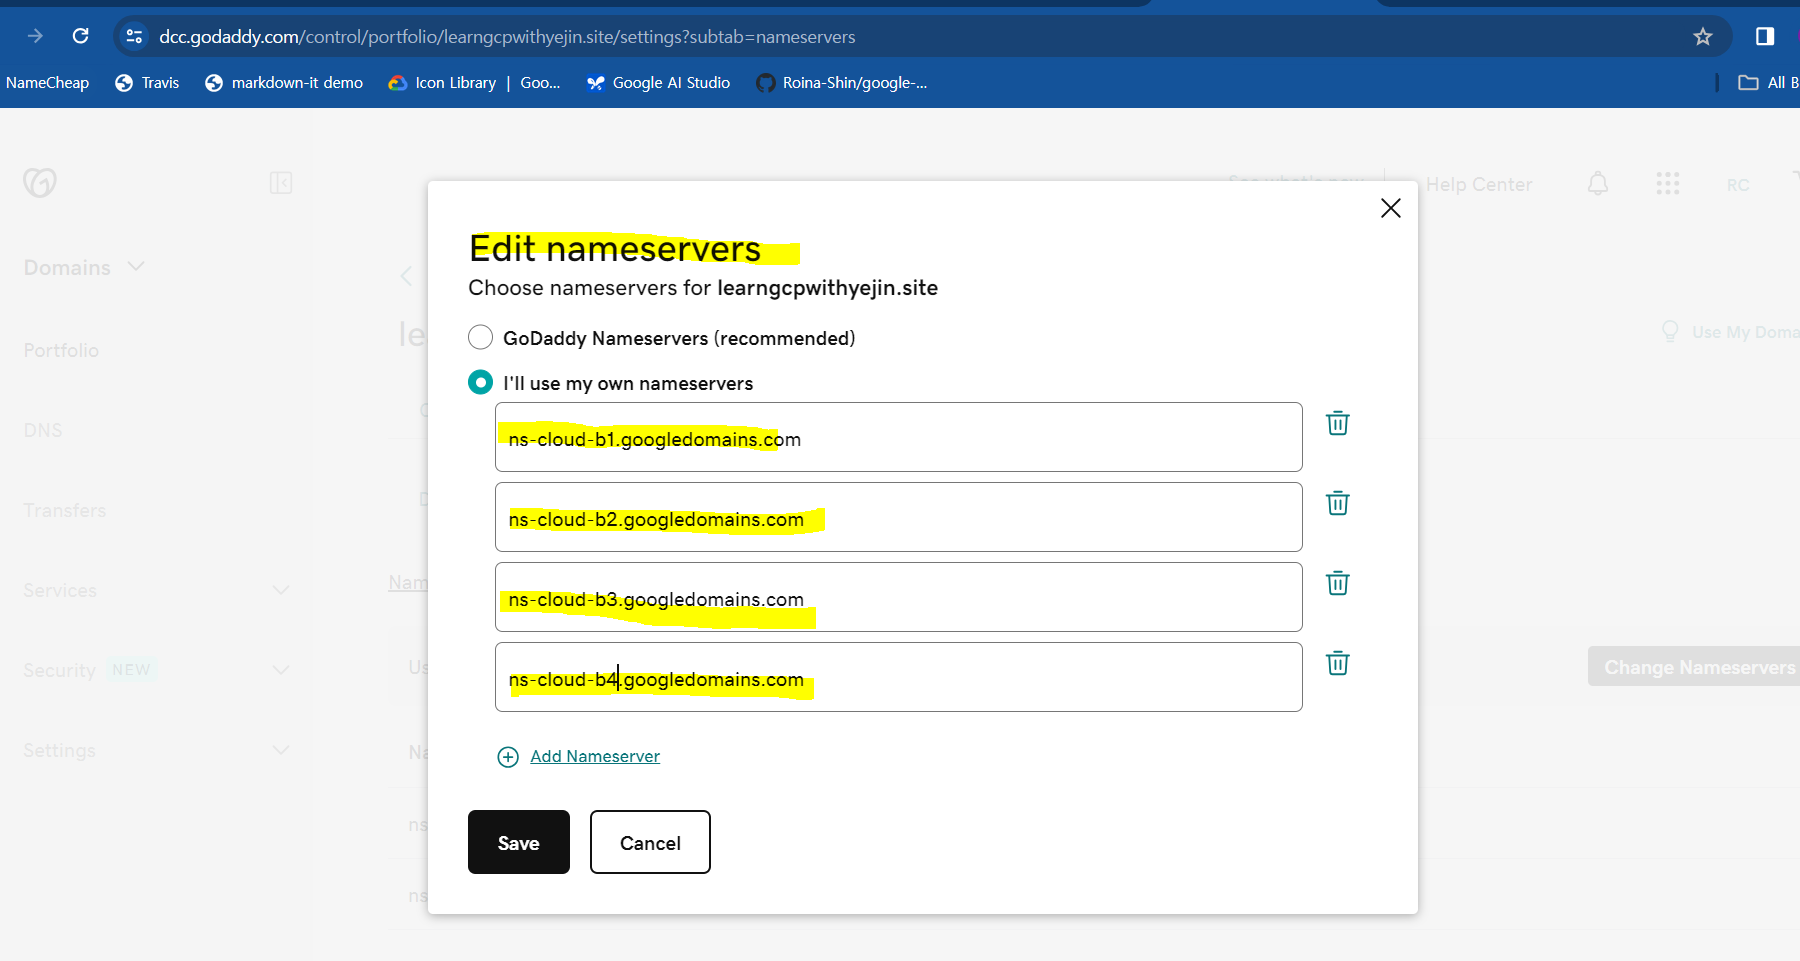 dcc.godaddy.com/control/portfolio/learngcpwithyejin.site/settings?subtab=nameservers
NameCheap Travis markdown-it demo Icon Library | Goo... Google AI Studio Roina-Shin/google-... All B
Help Center RC
Edit nameservers
Domains
Choose nameservers for learngcpwithyejin.site
le
Use My Doma
GoDaddy Nameservers (recommended)
Portfolio
I'll use my own nameservers
DNS
ns-cloud-b1.googledomains.com
Transfers
ns-cloud-b2.googledomains.com
Services
Nam
ns-cloud-b3.googledomains.com
Security NEW
Us
ns-cloud-b4.googledomains.com
Change Nameservers
Settings
Na
Add Nameserver
ns
Save Cancel
ns